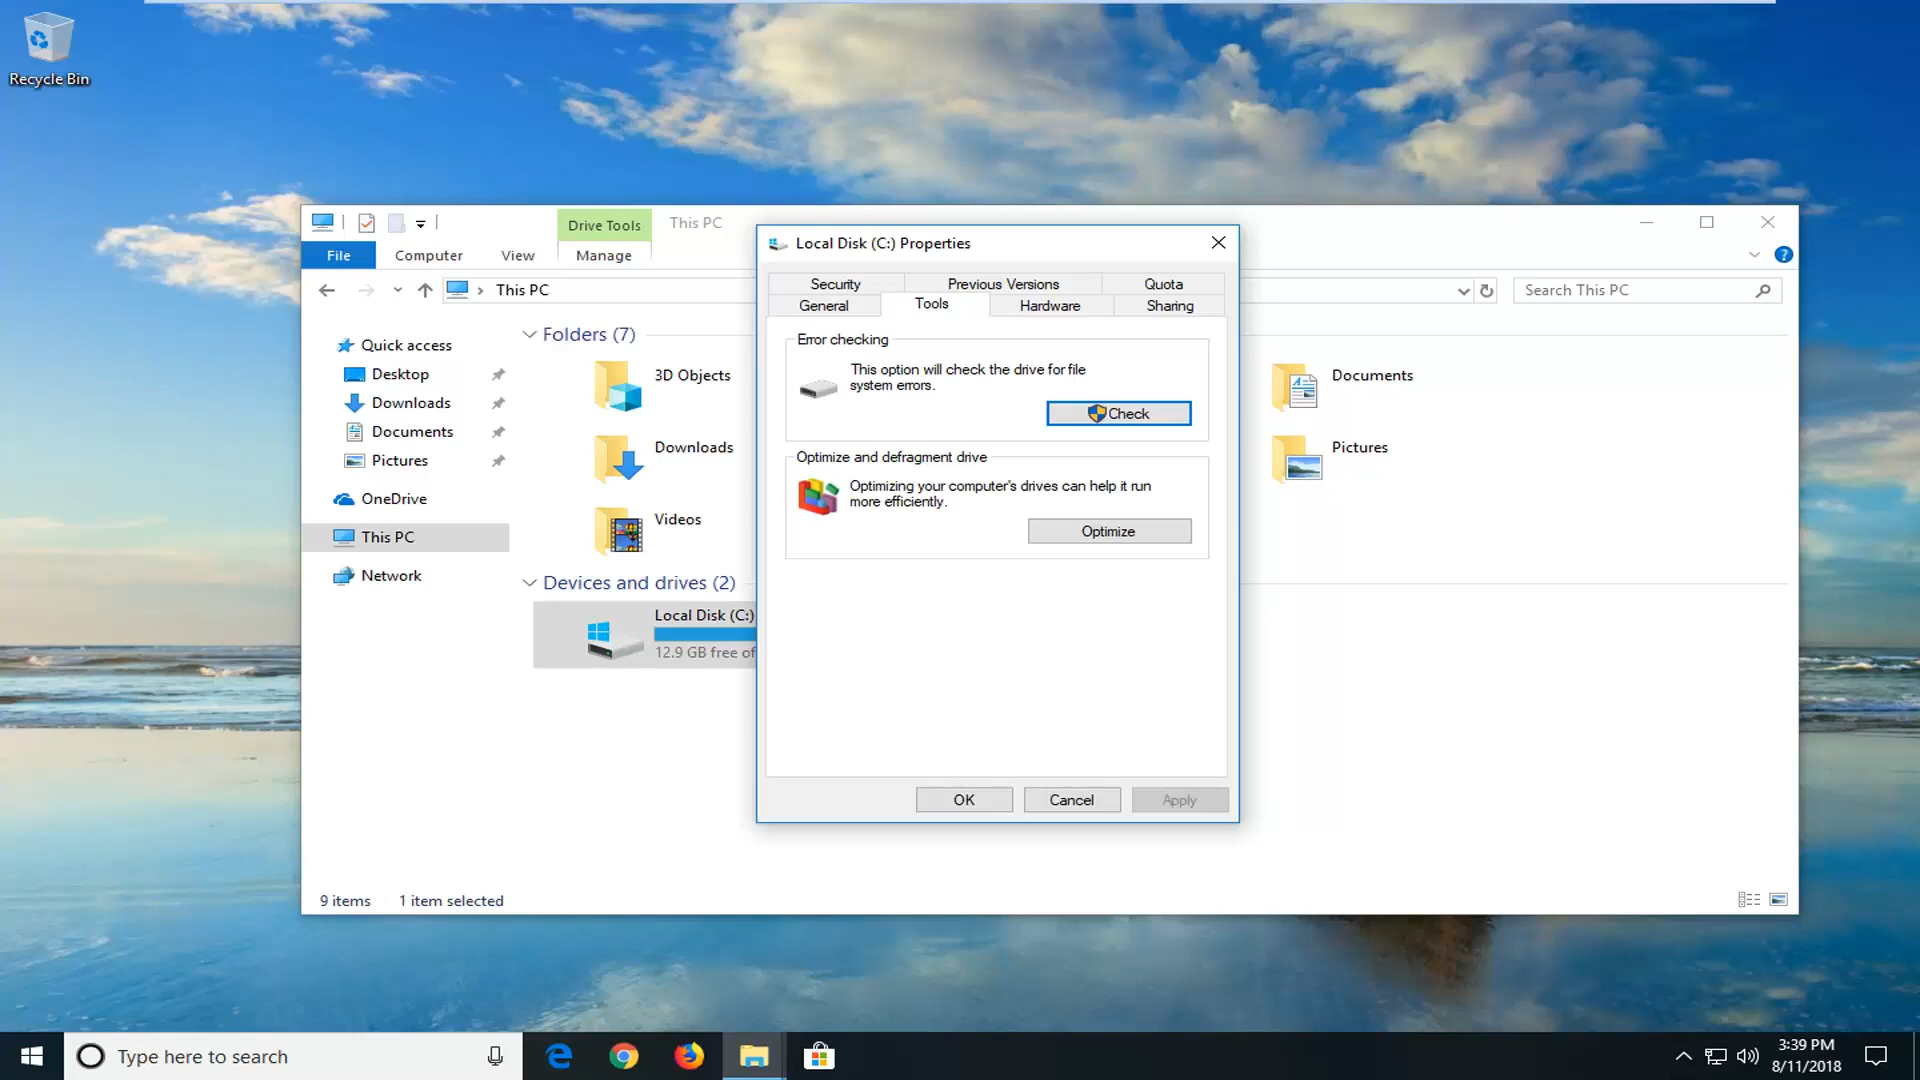 Recycle Bin
Drive Tools
This PC
File
Computer
View
Manage
This PC
Search This PC
Quick access
Desktop
Downloads
Documents
Pictures
OneDrive
This PC
Network
Folders (7)
3D Objects
Downloads
Videos
Documents
Pictures
Devices and drives (2)
Local Disk (C:)
12.9 GB free of
Local Disk (C:) Properties
Security
Previous Versions
Quota
General
Tools
Hardware
Sharing
Error checking
This option will check the drive for file
system errors.
Check
Optimize and defragment drive
Optimizing your computer's drives can help it run
more efficiently.
Optimize
OK
Cancel
Apply
9 items
1 item selected
Type here to search
3:39 PM
8/11/2018